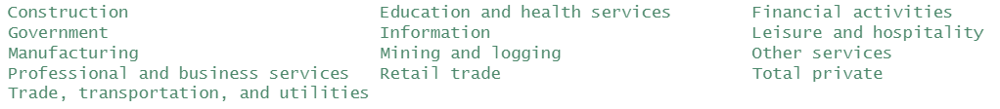 Construction Education and health services Financial activities
Government Information Leisure and hospitality
Manufacturing Mining and logging Other services
Professional and business services Retail trade Total private
Trade, transportation, and utilities